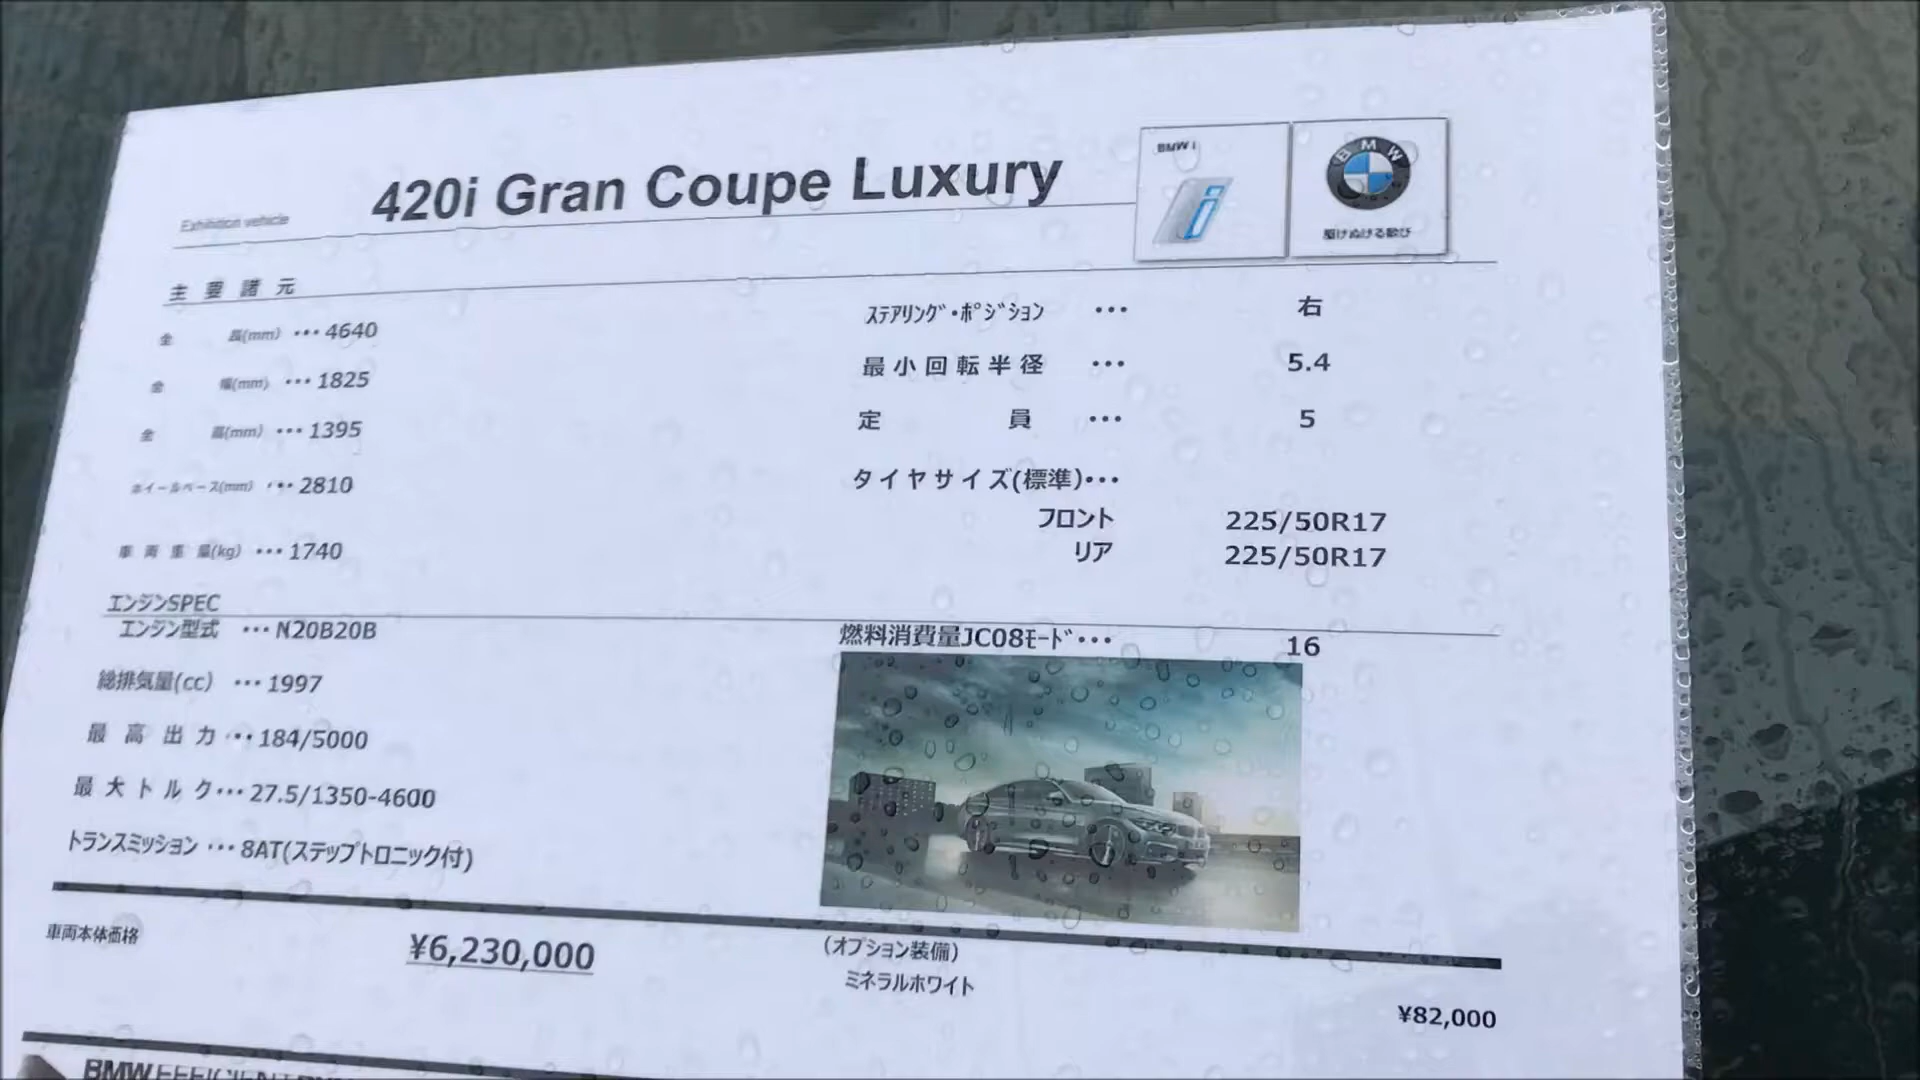 Exhibition vehicle
420i Gran Coupe Luxury
BMW i
BMW
駆けぬける歓び
主要諸元
全長(mm) ･･･4640
全幅(mm) ･･･1825
全高(mm) ･･･1395
ホイールベース(mm) ･･･2810
車両重量(kg) ･･･1740
ｽﾃｱﾘﾝｸﾞ・ﾎﾟｼﾞｼｮﾝ ･･･ 右
最小回転半径 ･･･ 5.4
定員 ･･･ 5
タイヤサイズ(標準)･･･
フロント 225/50R17
リア 225/50R17
エンジンSPEC
エンジン型式 ･･･N20B20B
総排気量(cc) ･･･1997
最高出力･･･184/5000
最大トルク･･･27.5/1350-4600
トランスミッション ･･･8AT(ステップトロニック付)
燃料消費量JC08ﾓｰﾄﾞ･･･ 16
車両本体価格 ¥6,230,000
(オプション装備)
ミネラルホワイト
¥82,000
BMW